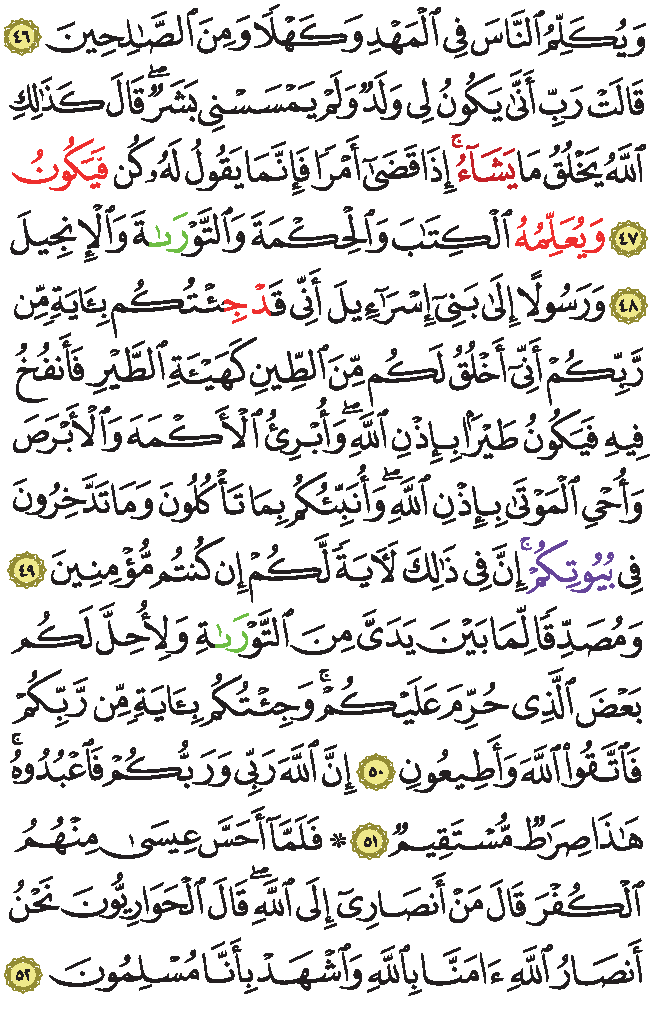 وَيُكَلِّمُ ٱلنَّاسَ فِى ٱلْمَهْدِ وَكَهْلًا وَمِنَ ٱلصَّـٰلِحِينَ ٤٦
قَالَتْ رَبِّ أَنَّىٰ يَكُونُ لِى وَلَدٌ وَلَمْ يَمْسَسْنِى بَشَرٌ ۖ قَالَ كَذَٰلِكِ
ٱللَّهُ يَخْلُقُ مَا يَشَآءُ ۚ إِذَا قَضَىٰٓ أَمْرًا فَإِنَّمَا يَقُولُ لَهُۥ كُن فَيَكُونُ
٤٧ وَيُعَلِّمُهُ ٱلْكِتَـٰبَ وَٱلْحِكْمَةَ وَٱلتَّوْرَىٰةَ وَٱلْإِنجِيلَ
٤٨ وَرَسُولًا إِلَىٰ بَنِىٓ إِسْرَٰٓءِيلَ أَنِّى قَدْ جِئْتُكُم بِـَٔايَةٍ مِّن
رَّبِّكُمْ أَنِّىٓ أَخْلُقُ لَكُم مِّنَ ٱلطِّينِ كَهَيْـَٔةِ ٱلطَّيْرِ فَأَنفُخُ
فِيهِ فَيَكُونُ طَيْرًۢا بِإِذْنِ ٱللَّهِ ۖ وَأُبْرِئُ ٱلْأَكْمَهَ وَٱلْأَبْرَصَ
وَأُحْىِ ٱلْمَوْتَىٰ بِإِذْنِ ٱللَّهِ ۖ وَأُنَبِّئُكُم بِمَا تَأْكُلُونَ وَمَا تَدَّخِرُونَ
فِى بُيُوتِكُمْ ۚ إِنَّ فِى ذَٰلِكَ لَـَٔايَةً لَّكُمْ إِن كُنتُم مُّؤْمِنِينَ ٤٩
وَمُصَدِّقًا لِّمَا بَيْنَ يَدَىَّ مِنَ ٱلتَّوْرَىٰةِ وَلِأُحِلَّ لَكُم
بَعْضَ ٱلَّذِى حُرِّمَ عَلَيْكُمْ ۚ وَجِئْتُكُم بِـَٔايَةٍ مِّن رَّبِّكُمْ
فَٱتَّقُوا۟ ٱللَّهَ وَأَطِيعُونِ ٥٠ إِنَّ ٱللَّهَ رَبِّى وَرَبُّكُمْ فَٱعْبُدُوهُ ۚ
هَـٰذَا صِرَٰطٌ مُّسْتَقِيمٌ ٥١ ۞ فَلَمَّآ أَحَسَّ عِيسَىٰ مِنْهُمُ
ٱلْكُفْرَ قَالَ مَنْ أَنصَارِىٓ إِلَى ٱللَّهِ ۖ قَالَ ٱلْحَوَارِيُّونَ نَحْنُ
أَنصَارُ ٱللَّهِ ءَامَنَّا بِٱللَّهِ وَٱشْهَدْ بِأَنَّا مُسْلِمُونَ ٥٢